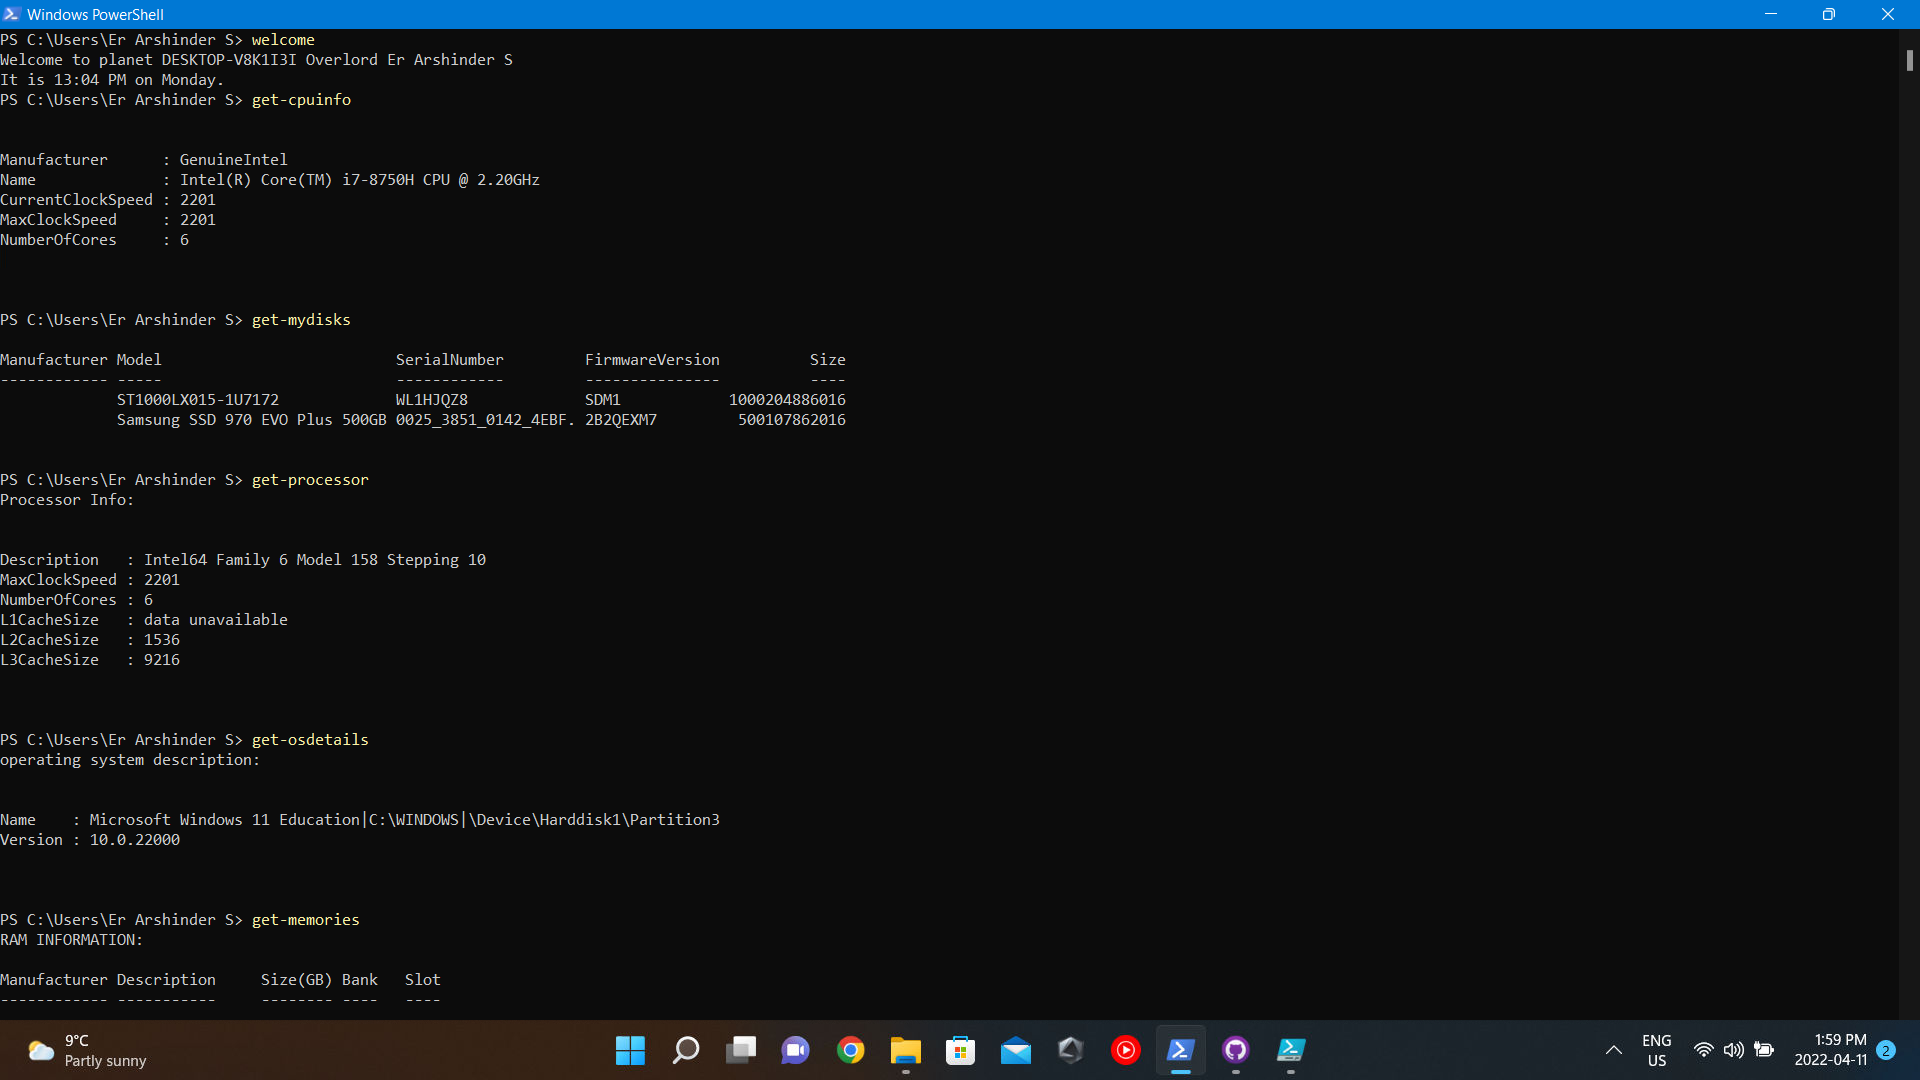 Windows PowerShell
PS C:\Users\Er Arshinder S> welcome
Welcome to planet DESKTOP-V8K1I3I Overlord Er Arshinder S
It is 13:04 PM on Monday.
PS C:\Users\Er Arshinder S> get-cpuinfo
Manufacturer      : GenuineIntel
Name              : Intel(R) Core(TM) i7-8750H CPU @ 2.20GHz
CurrentClockSpeed : 2201
MaxClockSpeed     : 2201
NumberOfCores     : 6
PS C:\Users\Er Arshinder S> get-mydisks
Manufacturer Model                          SerialNumber         FirmwareVersion          Size
------------ -----                          ------------         ---------------          ----
             ST1000LX015-1U7172             WL1HJQZ8             SDM1            1000204886016
             Samsung SSD 970 EVO Plus 500GB 0025_3851_0142_4EBF. 2B2QEXM7         500107862016
PS C:\Users\Er Arshinder S> get-processor
Processor Info:
Description   : Intel64 Family 6 Model 158 Stepping 10
MaxClockSpeed : 2201
NumberOfCores : 6
L1CacheSize   : data unavailable
L2CacheSize   : 1536
L3CacheSize   : 9216
PS C:\Users\Er Arshinder S> get-osdetails
operating system description:
Name    : Microsoft Windows 11 Education|C:\WINDOWS|\Device\Harddisk1\Partition3
Version : 10.0.22000
PS C:\Users\Er Arshinder S> get-memories
RAM INFORMATION:
Manufacturer Description     Size(GB) Bank   Slot
------------ -----------     -------- ----   ----
9°C
Partly sunny
ENG
US
1:59 PM
2022-04-11
2